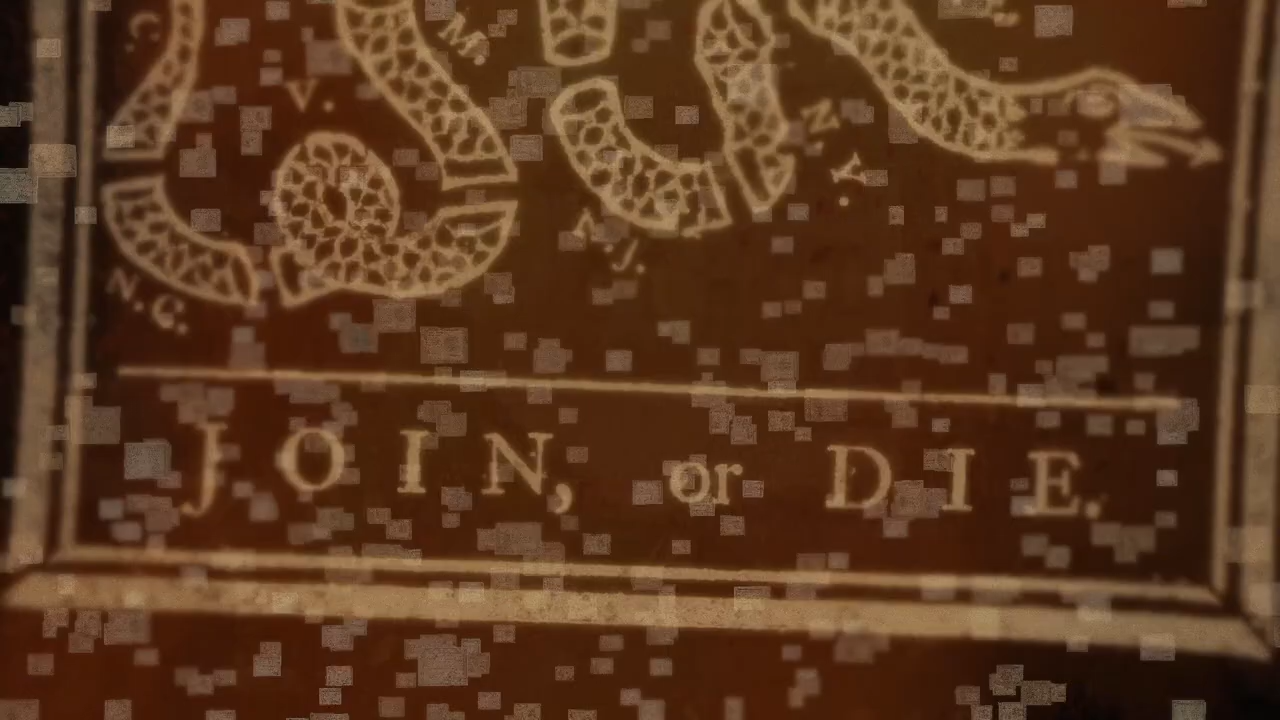 C.
M.
V.
N.
Y.
N.J.
N.C.
JOIN, or DIE.